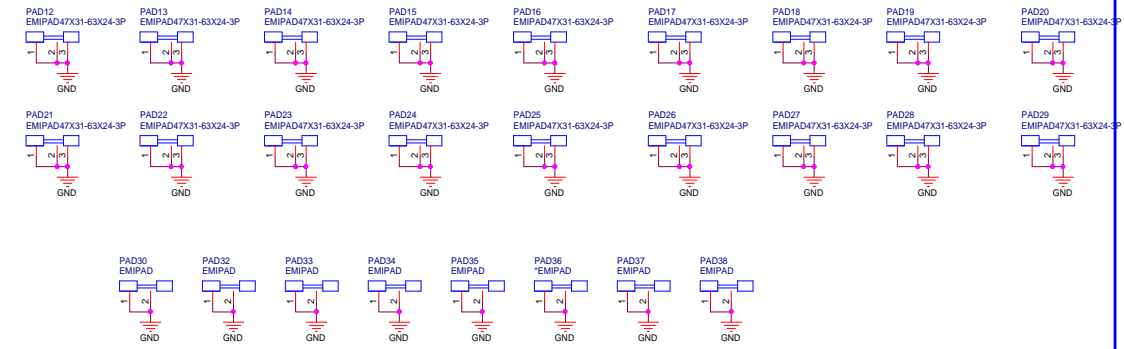 PAD12 PAD13 PAD14 PAD15 PAD16 PAD17 PAD18 PAD19 PAD20
EMIPAD47X31-63X24-3P EMIPAD47X31-63X24-3P EMIPAD47X31-63X24-3P EMIPAD47X31-63X24-3P EMIPAD47X31-63X24-3P EMIPAD47X31-63X24-3P EMIPAD47X31-63X24-3P EMIPAD47X31-63X24-3P EMIPAD47X31-63X24-3P
1 2 3 1 2 3 1 2 3 1 2 3 1 2 3 1 2 3 1 2 3 1 2 3 1 2 3
GND GND GND GND GND GND GND GND GND
PAD21 PAD22 PAD23 PAD24 PAD25 PAD26 PAD27 PAD28 PAD29
EMIPAD47X31-63X24-3P EMIPAD47X31-63X24-3P EMIPAD47X31-63X24-3P EMIPAD47X31-63X24-3P EMIPAD47X31-63X24-3P EMIPAD47X31-63X24-3P EMIPAD47X31-63X24-3P EMIPAD47X31-63X24-3P EMIPAD47X31-63X24-3P
1 2 3 1 2 3 1 2 3 1 2 3 1 2 3 1 2 3 1 2 3 1 2 3 1 2 3
GND GND GND GND GND GND GND GND GND
PAD30 PAD32 PAD33 PAD34 PAD35 PAD36 PAD37 PAD38
EMIPAD EMIPAD EMIPAD EMIPAD EMIPAD *EMIPAD EMIPAD EMIPAD
1 2 1 2 1 2 1 2 1 2 1 2 1 2 1 2
GND GND GND GND GND GND GND GND